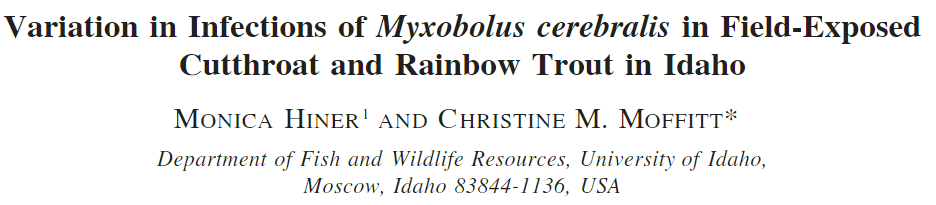 Variation in Infections of Myxobolus cerebralis in Field-Exposed
Cutthroat and Rainbow Trout in Idaho
MONICA HINER¹ AND CHRISTINE M. MOFFITT*
Department of Fish and Wildlife Resources, University of Idaho,
Moscow, Idaho 83844-1136, USA